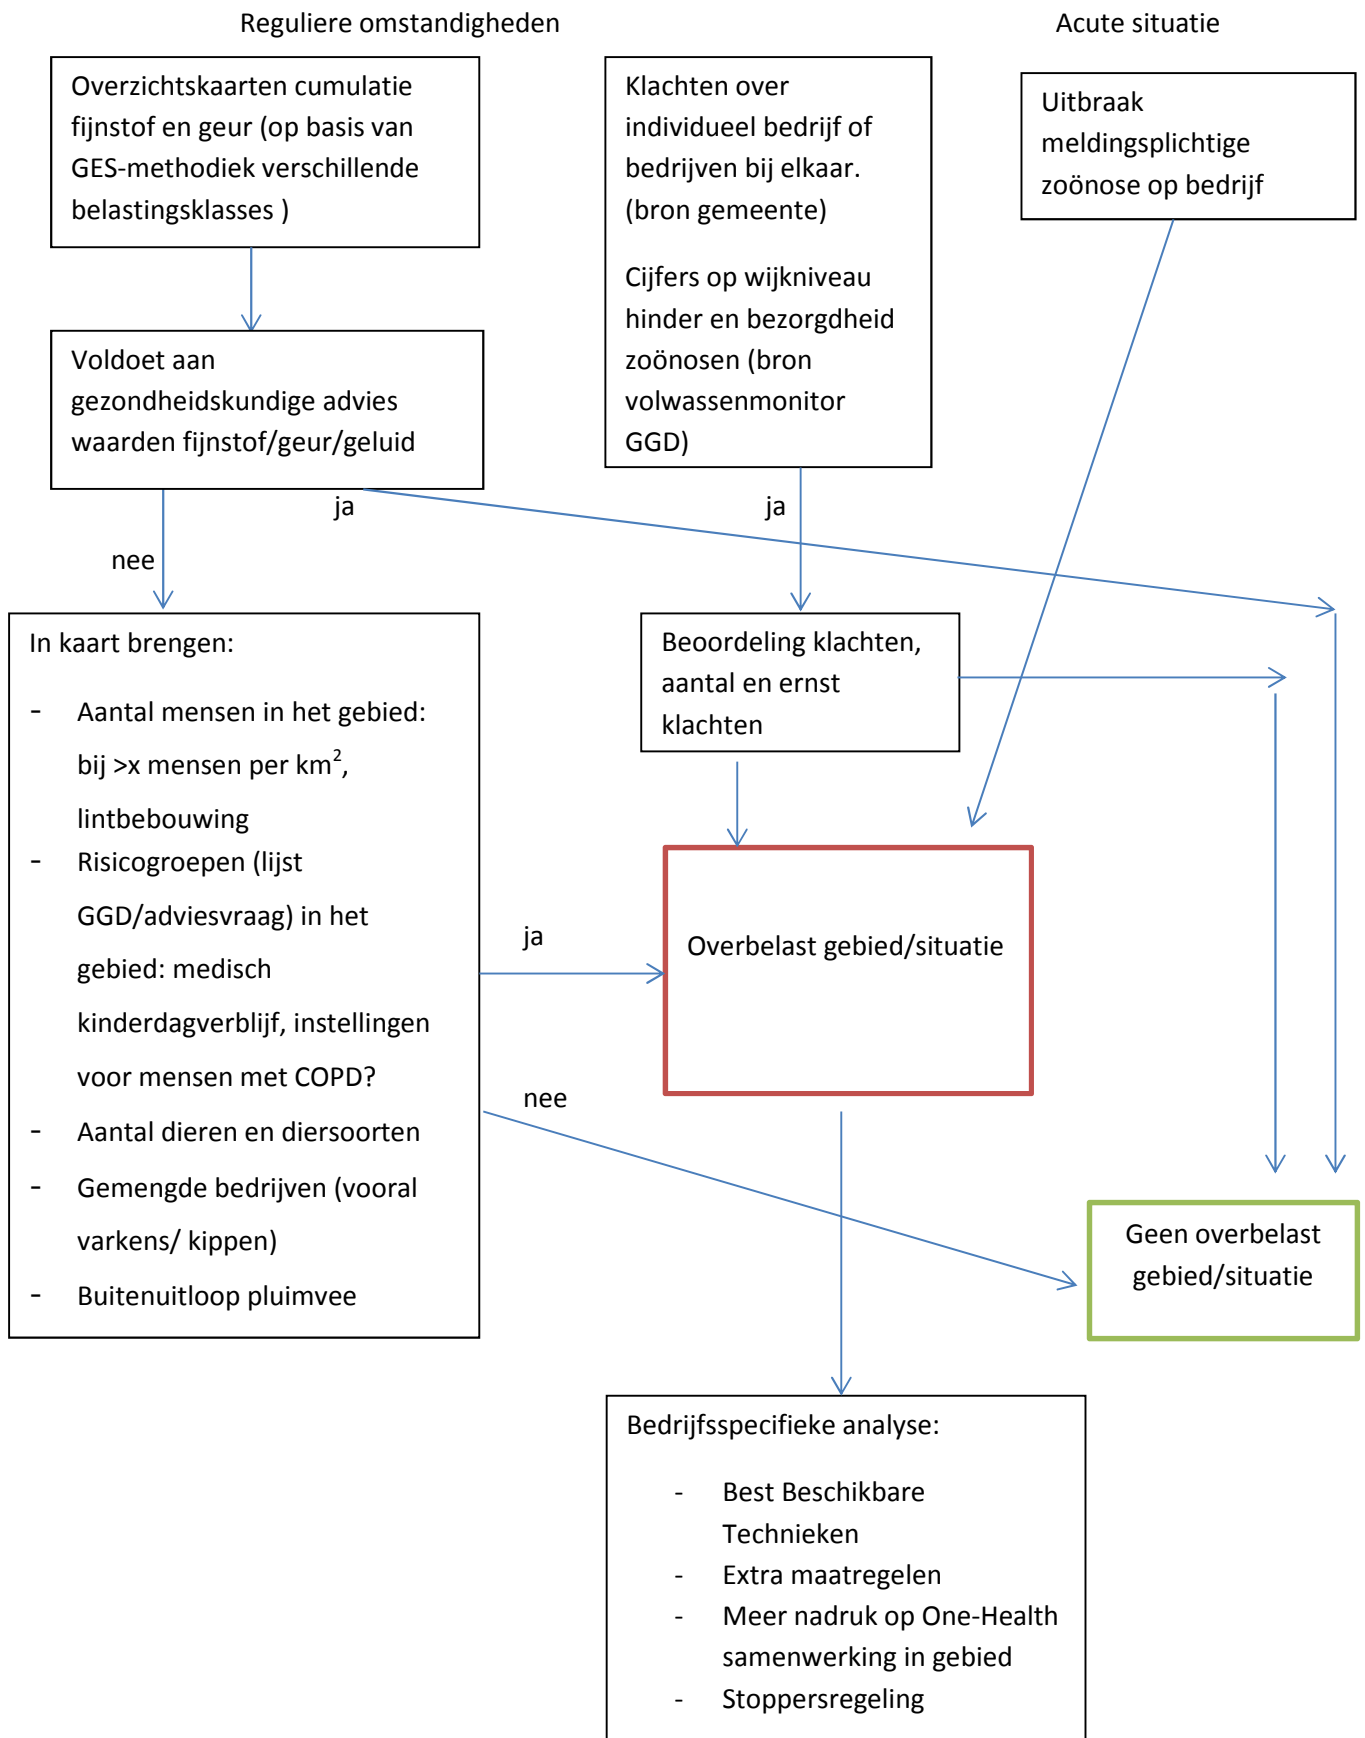 Reguliere omstandigheden
Acute situatie
Overzichtskaarten cumulatie
fijnstof en geur (op basis van
GES-methodiek verschillende
belastingsklasses )
Klachten over
individueel bedrijf of
bedrijven bij elkaar.
(bron gemeente)
Cijfers op wijkniveau
hinder en bezorgdheid
zoönosen (bron
volwassenmonitor
GGD)
Uitbraak
meldingsplichtige
zoönose op bedrijf
Voldoet aan
gezondheidskundige advies
waarden fijnstof/geur/geluid
ja
ja
nee
In kaart brengen:
- Aantal mensen in het gebied:
bij >x mensen per km²,
lintbebouwing
- Risicogroepen (lijst
GGD/adviesvraag) in het
gebied: medisch
kinderdagverblijf, instellingen
voor mensen met COPD?
- Aantal dieren en diersoorten
- Gemengde bedrijven (vooral
varkens/ kippen)
- Buitenuitloop pluimvee
Beoordeling klachten,
aantal en ernst
klachten
ja
Overbelast gebied/situatie
nee
Geen overbelast
gebied/situatie
Bedrijfsspecifieke analyse:
- Best Beschikbare
Technieken
- Extra maatregelen
- Meer nadruk op One-Health
samenwerking in gebied
- Stoppersregeling